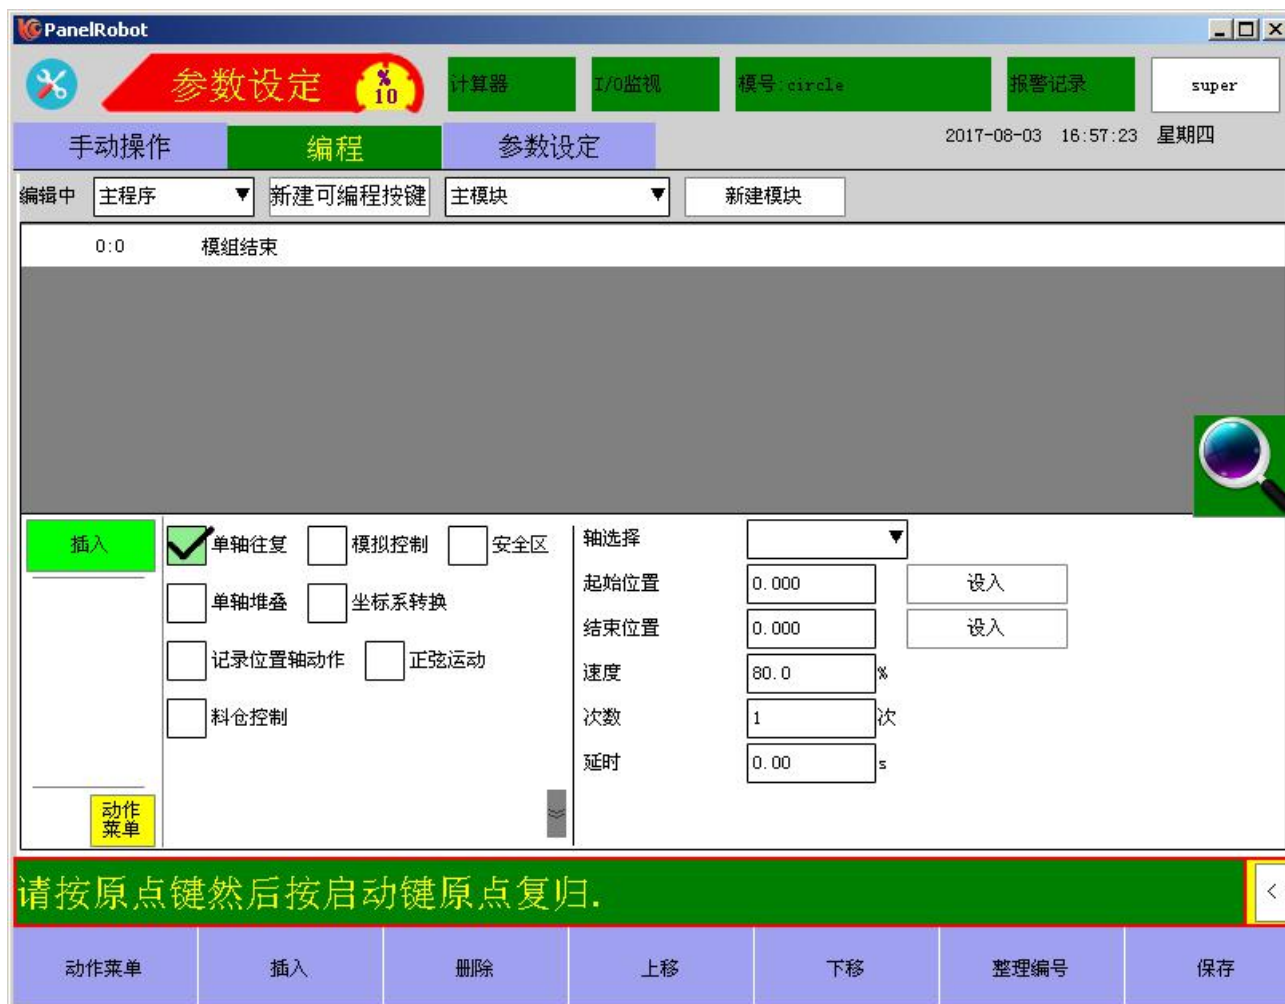 PanelRobot
参数设定 % 10 计算器 I/O监视 模号:circle 报警记录 super
手动操作 编程 参数设定 2017-08-03 16:57:23 星期四
编辑中 主程序 新建可编程按键 主模块 新建模块
0:0 模组结束
插入 单轴往复 模拟控制 安全区 轴选择
起始位置 0.000 设入
单轴堆叠 坐标系转换
结束位置 0.000 设入
记录位置轴动作 正弦运动 速度 80.0 %
料仓控制 次数 1 次
延时 0.00 s
动作
菜单
请按原点键然后按启动键原点复归.
<
动作菜单 插入 删除 上移 下移 整理编号 保存